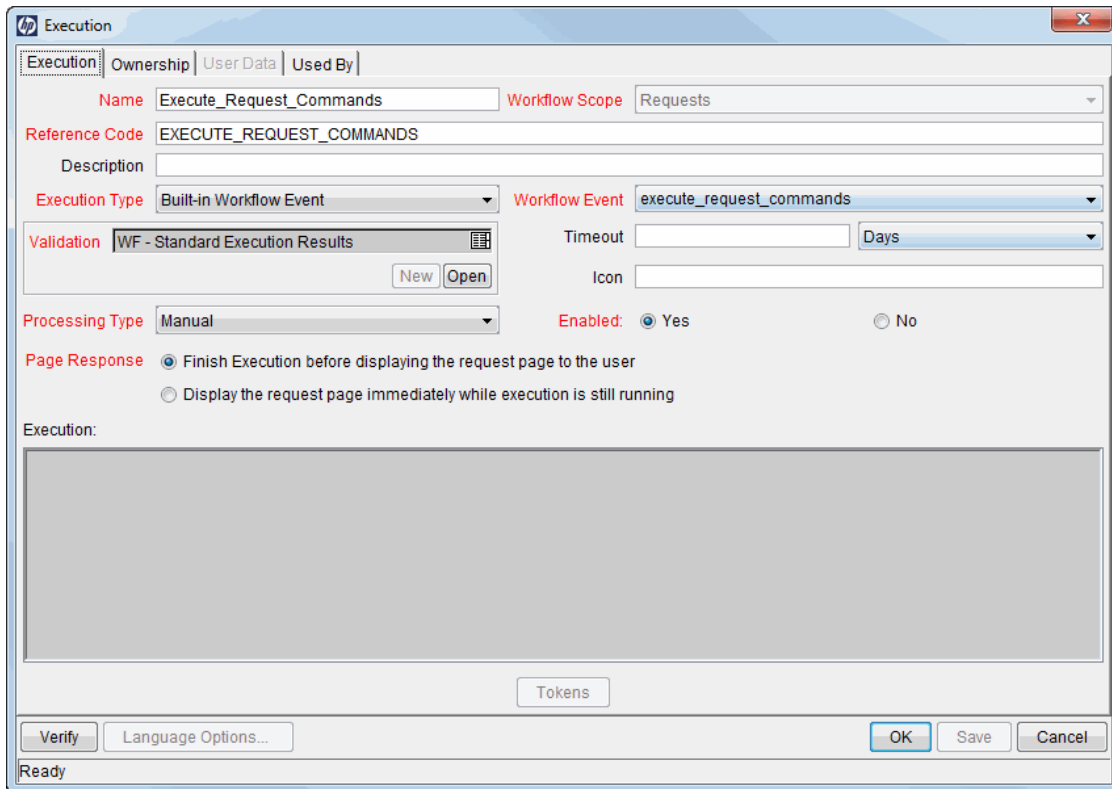 hp Execution
Execution Ownership User Data Used By
Name Execute_Request_Commands Workflow Scope Requests
Reference Code EXECUTE_REQUEST_COMMANDS
Description
Execution Type Built-in Workflow Event Workflow Event execute_request_commands
Validation WF - Standard Execution Results Timeout Days
New Open Icon
Processing Type Manual Enabled: Yes No
Page Response Finish Execution before displaying the request page to the user
Display the request page immediately while execution is still running
Execution:
Tokens
Verify Language Options... OK Save Cancel
Ready